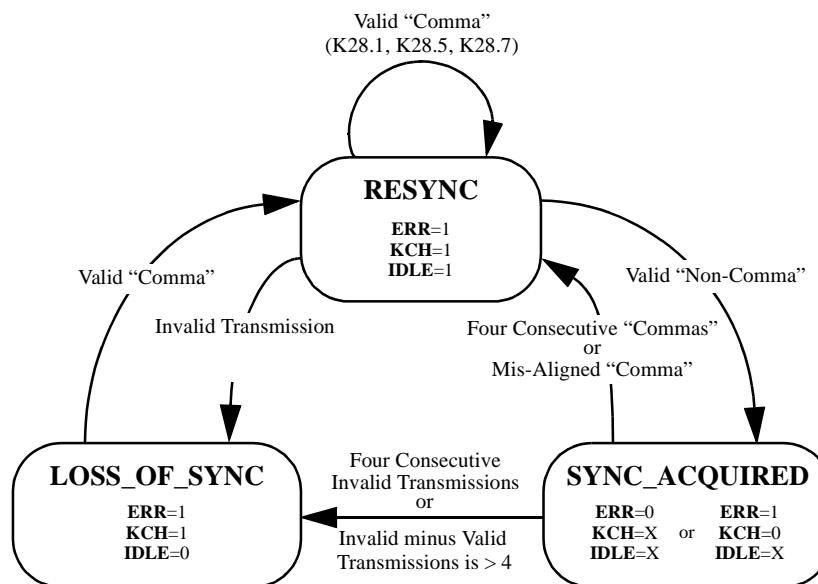 Valid “Comma”
(K28.1, K28.5, K28.7)
RESYNC
ERR=1
KCH=1
IDLE=1
Valid “Comma”
Valid “Non-Comma”
Invalid Transmission
Four Consecutive “Commas”
or
Mis-Aligned “Comma”
LOSS_OF_SYNC
ERR=1
KCH=1
IDLE=0
Four Consecutive
Invalid Transmissions
or
Invalid minus Valid
Transmissions is > 4
SYNC_ACQUIRED
ERR=0 ERR=1
KCH=X or KCH=0
IDLE=X IDLE=X